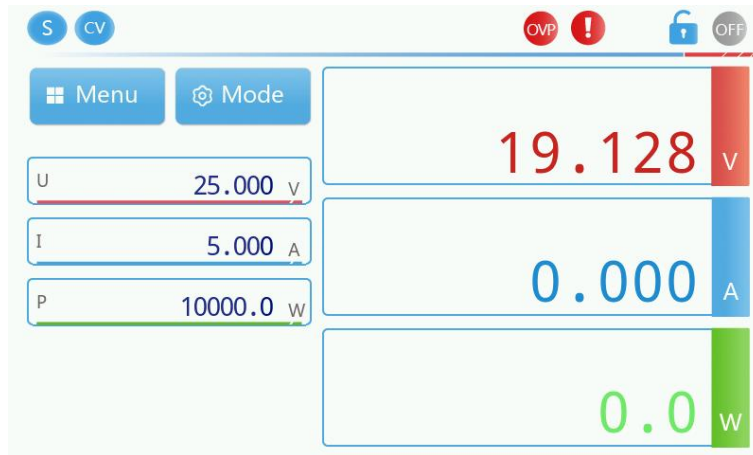 S CV OVP ! OFF
Menu Mode
19.128 V
U 25.000 V
I 5.000 A
0.000 A
P 10000.0 W
0.0 W